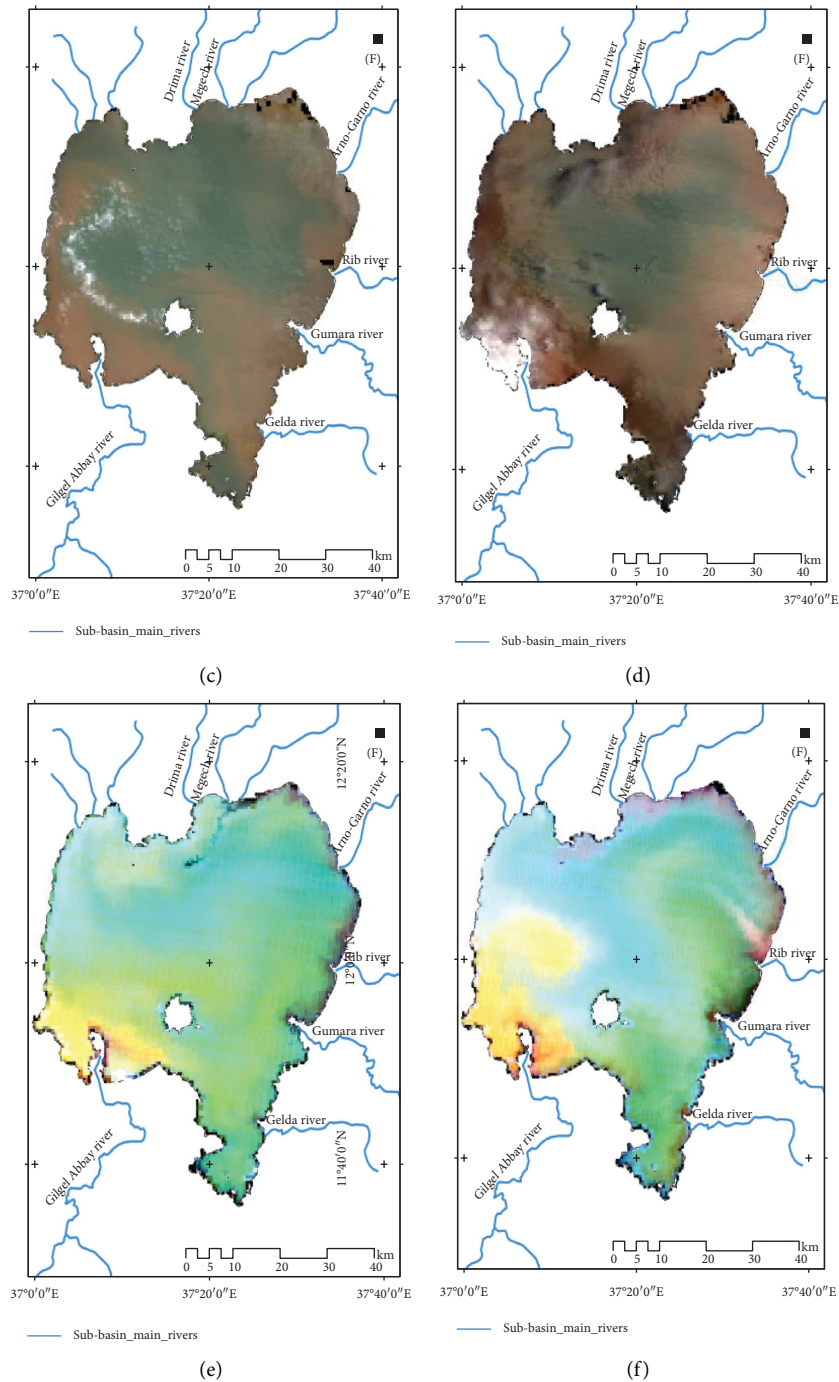 (F)
Drima river
Megech river
Arno-Garno river
Rib river
Gumara river
Gelda river
Gilgel Abbay river
km
0 5 10 20 30 40
37°0′0″E 37°20′0″E 37°40′0″E
Sub-basin_main_rivers
(c)
(F)
Drima river
Megech river
Arno-Garno river
Rib river
Gumara river
Gelda river
Gilgel Abbay river
km
0 5 10 20 30 40
37°0′0″E 37°20′0″E 37°40′0″E
Sub-basin_main_rivers
(d)
(F)
Drima river
Megech river
12°20′0″N
Arno-Garno river
Rib river
Gumara river
Gelda river
11°40′0″N
Gilgel Abbay river
km
0 5 10 20 30 40
37°0′0″E 37°20′0″E 37°40′0″E
Sub-basin_main_rivers
(e)
(F)
Drima river
Megech river
Arno-Garno river
Rib river
Gumara river
Gelda river
Gilgel Abbay river
km
0 5 10 20 30 40
37°0′0″E 37°20′0″E 37°40′0″E
Sub-basin_main_rivers
(f)